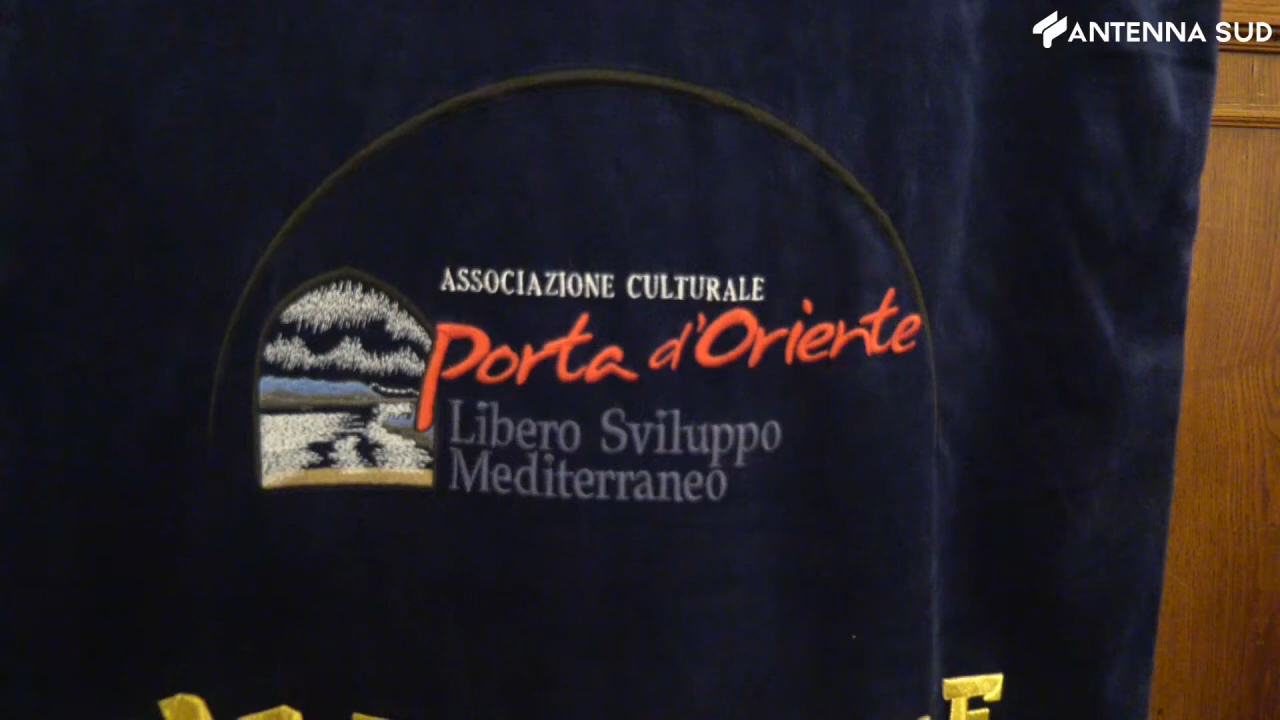 ANTENNA SUD
ASSOCIAZIONE CULTURALE
Porta d'Oriente
Libero Sviluppo
Mediterraneo